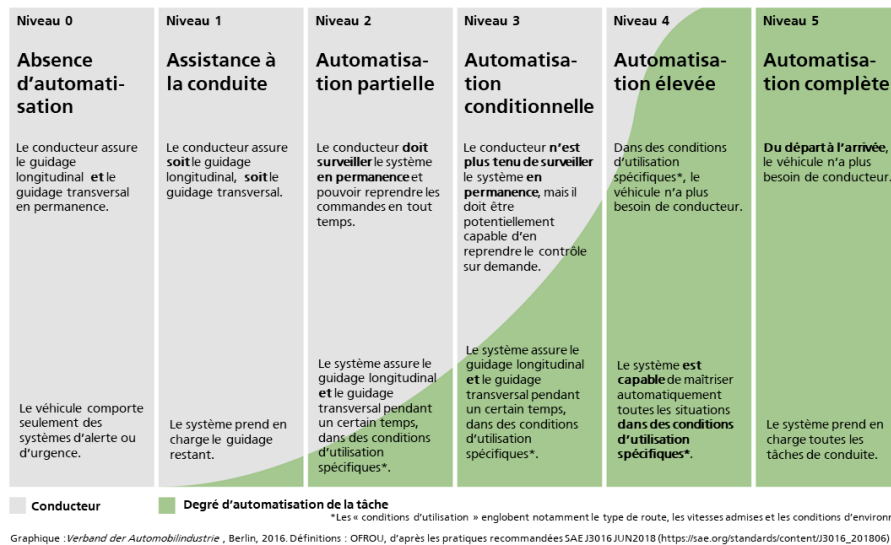 Niveau 0
Absence
d’automati-
sation
Le conducteur assure
le guidage
longitudinal et le
guidage transversal
en permanence.
Le véhicule comporte
seulement des
systèmes d’alerte ou
d’urgence.
Niveau 1
Assistance à
la conduite
Le conducteur assure
soit le guidage
longitudinal, soit le
guidage transversal.
Le système prend en
charge le guidage
restant.
Niveau 2
Automatisa-
tion partielle
Le conducteur doit
surveiller le système
en permanence et
pouvoir reprendre les
commandes en tout
temps.
Le système assure le
guidage longitudinal
et le guidage
transversal pendant
un certain temps,
dans des conditions
d’utilisation
spécifiques*.
Niveau 3
Automatisa-
tion
conditionnelle
Le conducteur n’est
plus tenu de surveiller
le système en
permanence, mais il
doit être
potentiellement
capable d’en
reprendre le contrôle
sur demande.
Le système assure le
guidage longitudinal
et le guidage
transversal pendant
un certain temps,
dans des conditions
d’utilisation
spécifiques*.
Niveau 4
Automatisa-
tion élevée
Dans des conditions
d’utilisation
spécifiques*, le
véhicule n’a plus
besoin de conducteur.
Le système est
capable de maîtriser
automatiquement
toutes les situations
dans des conditions
d’utilisation
spécifiques*.
Niveau 5
Automatisa-
tion complète
Du départ à l’arrivée,
le véhicule n’a plus
besoin de conducteur.
Le système prend en
charge toutes les
tâches de conduite.
Conducteur
Degré d’automatisation de la tâche
*Les « conditions d’utilisation » englobent notamment le type de route, les vitesses admises et les conditions d’environ
Graphique : Verband der Automobilindustrie , Berlin, 2016. Définitions : OFROU, d’après les pratiques recommandées SAE J3016 JUN2018 (https://sae.org/standards/content/J3016_201806)